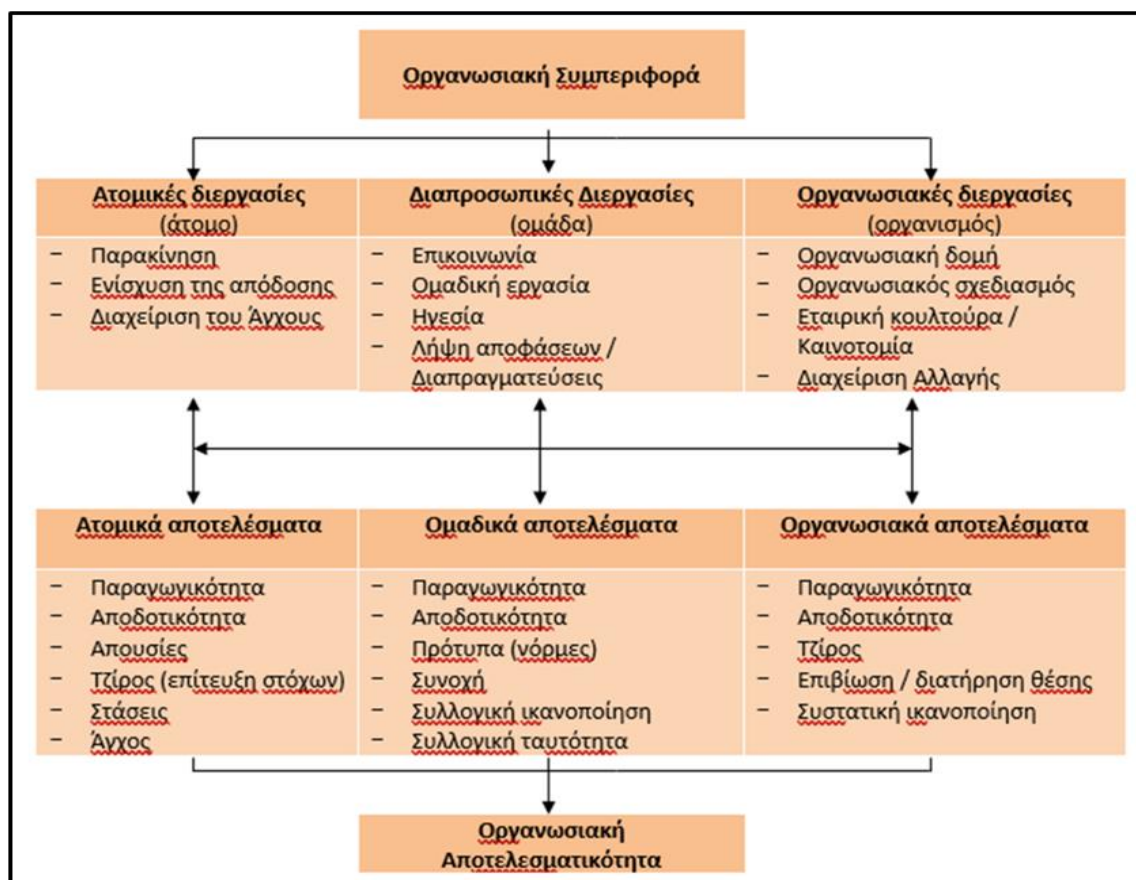 Οργανωσιακή Συμπεριφορά
Ατομικές διεργασίες
(άτομο)
– Παρακίνηση
– Ενίσχυση της απόδοσης
– Διαχείριση του Άγχους
Διαπροσωπικές Διεργασίες
(ομάδα)
– Επικοινωνία
– Ομαδική εργασία
– Ηγεσία
– Λήψη αποφάσεων /
Διαπραγματεύσεις
Οργανωσιακές διεργασίες
(οργανισμός)
– Οργανωσιακή δομή
– Οργανωσιακός σχεδιασμός
– Εταιρική κουλτούρα /
Καινοτομία
– Διαχείριση Αλλαγής
Ατομικά αποτελέσματα
– Παραγωγικότητα
– Αποδοτικότητα
– Απουσίες
– Τζίρος (επίτευξη στόχων)
– Στάσεις
– Άγχος
Ομαδικά αποτελέσματα
– Παραγωγικότητα
– Αποδοτικότητα
– Πρότυπα (νόρμες)
– Συνοχή
– Συλλογική ικανοποίηση
– Συλλογική ταυτότητα
Οργανωσιακά αποτελέσματα
– Παραγωγικότητα
– Αποδοτικότητα
– Τζίρος
– Επιβίωση / διατήρηση θέσης
– Συστατική ικανοποίηση
Οργανωσιακή
Αποτελεσματικότητα